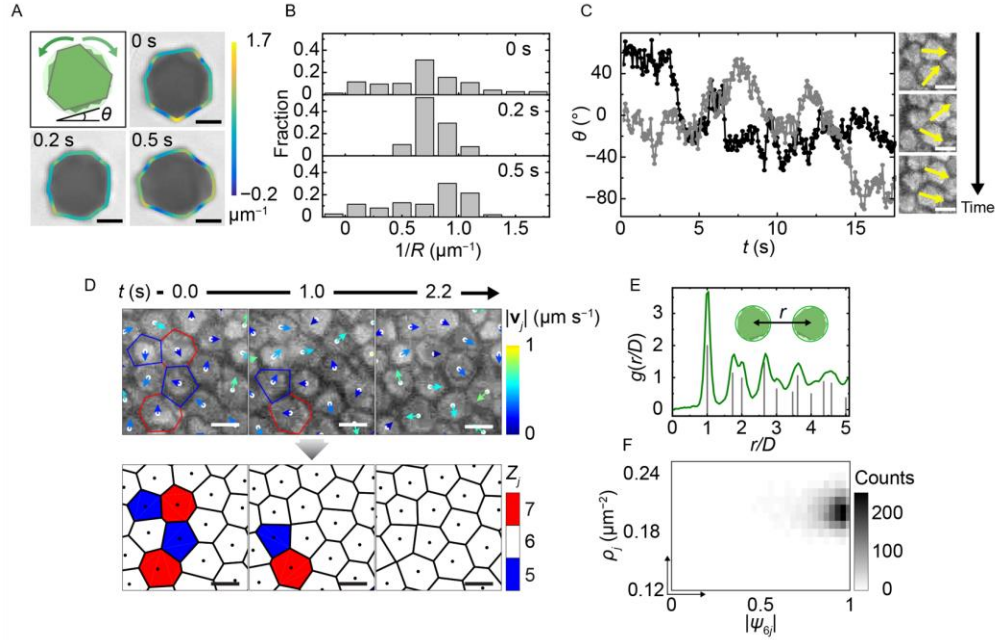 A
θ
0 s
0.2 s
0.5 s
1.7
−0.2
μm⁻¹
B
Fraction
0.4
0.2
0
0 s
0.4
0.2
0
0.2 s
0.4
0.2
0
0.5 s
0
0.5
1.0
1.5
1/R (μm⁻¹)
C
θ (°)
40
0
−40
−80
0
5
10
15
t (s)
Time
D
t (s)
0.0
1.0
2.2
|vⱼ| (μm s⁻¹)
1
0
Zⱼ
7
6
5
E
g(r/D)
3
2
1
0
r
0 1 2 3 4 5
r/D
F
ρⱼ (μm⁻²)
0.24
0.18
0.12
0
0.5
1
|ψ₆ⱼ|
Counts
200
100
0